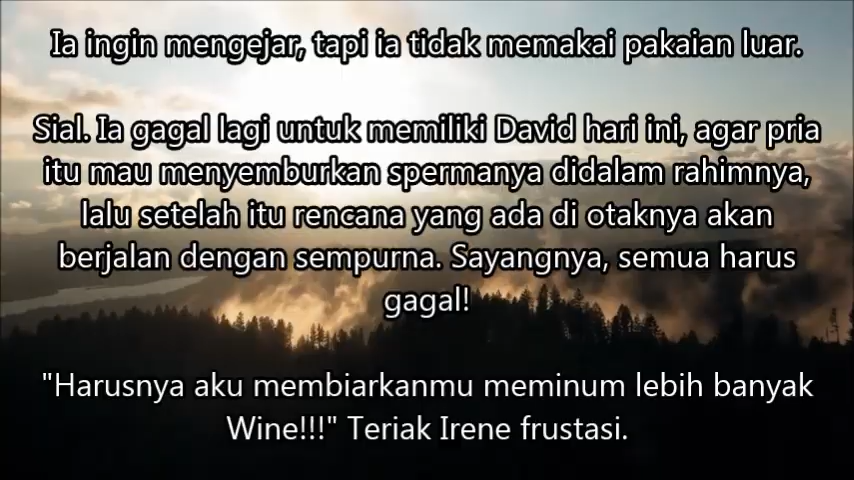 Ia ingin mengejar, tapi ia tidak memakai pakaian luar.
Sial. Ia gagal lagi untuk memiliki David hari ini, agar pria
itu mau menyemburkan spermanya didalam rahimnya,
lalu setelah itu rencana yang ada di otaknya akan
berjalan dengan sempurna. Sayangnya, semua harus
gagal!
"Harusnya aku membiarkanmu meminum lebih banyak
Wine!!!" Teriak Irene frustasi.